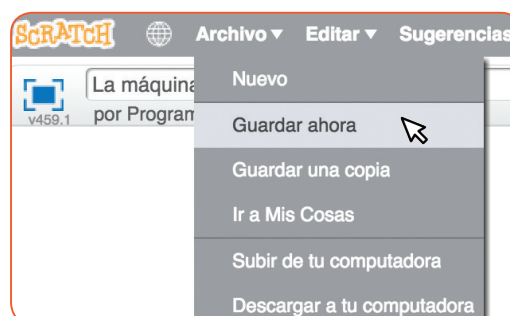 SCRATCH Archivo ▾ Editar ▾ Sugerencias
La máquina
v459.1 por Program
Nuevo
Guardar ahora
Guardar una copia
Ir a Mis Cosas
Subir de tu computadora
Descargar a tu computadora